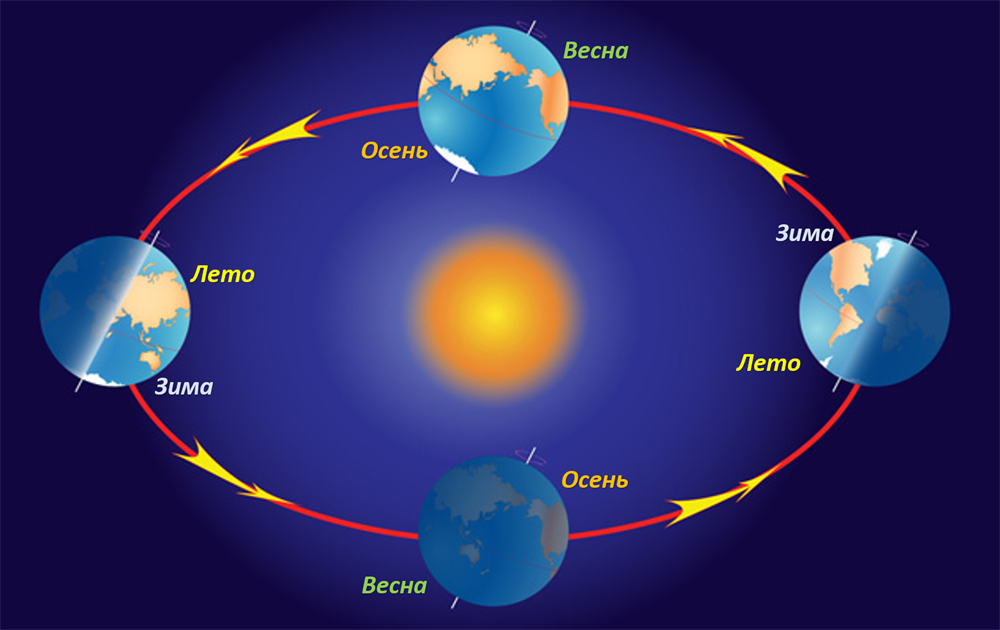 Весна
Осень
Зима
Лето
Лето
Зима
Осень
Весна